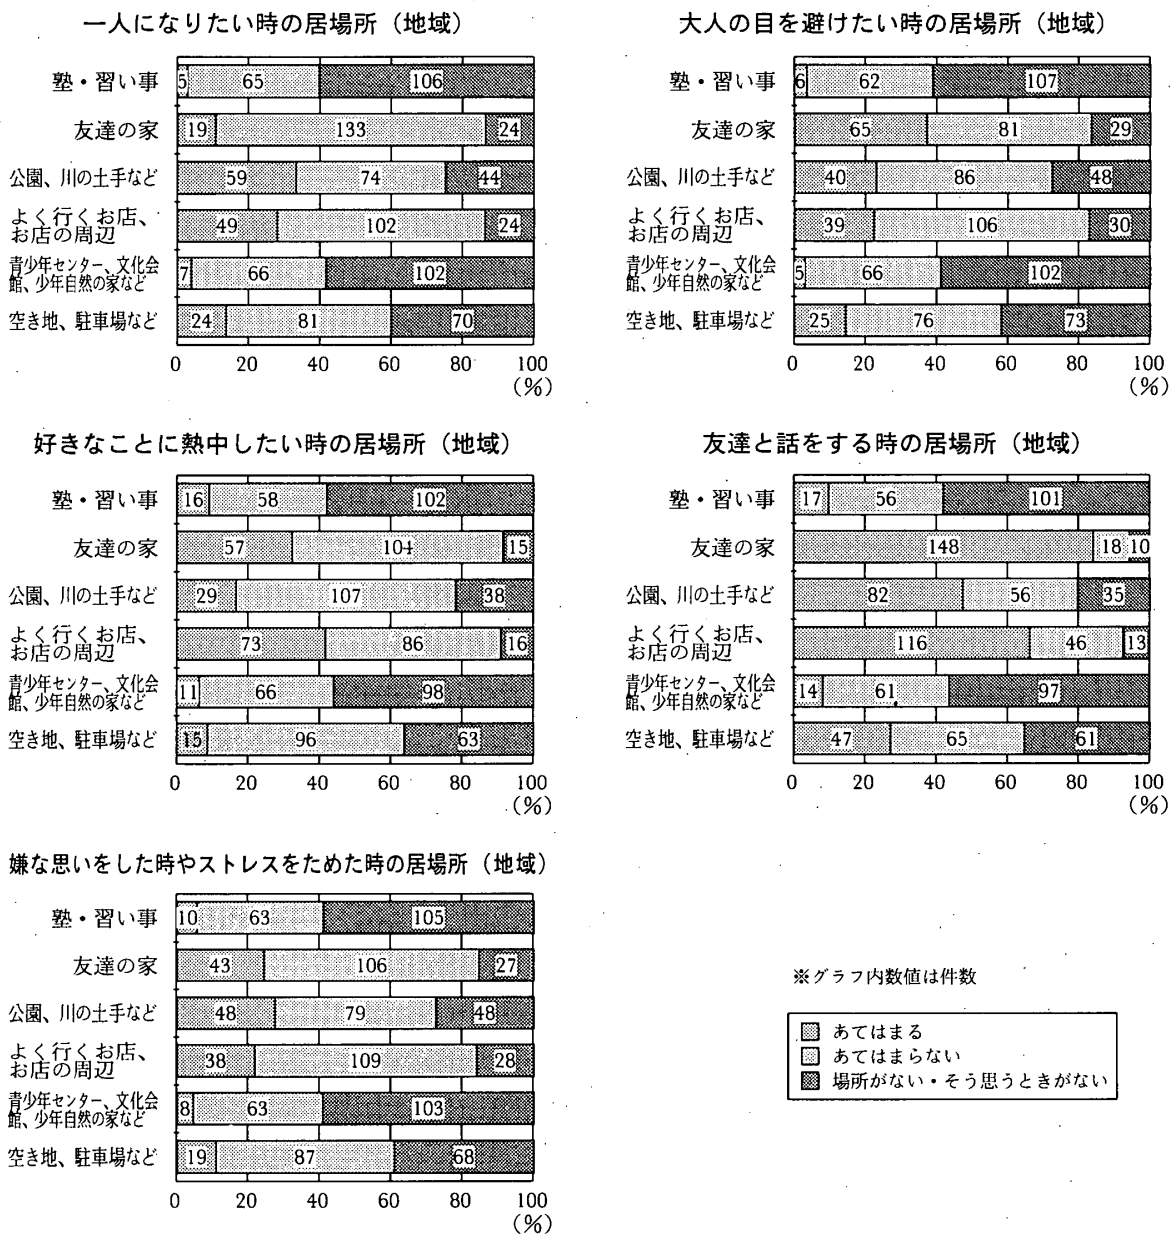 一人になりたい時の居場所（地域）
塾・習い事
5 65 106
友達の家
19 133 24
公園、川の土手など
59 74 44
よく行くお店、
お店の周辺
49 102 24
青少年センター、文化会
館、少年自然の家など
7 66 102
空き地、駐車場など
24 81 70
0 20 40 60 80 100
（%）
大人の目を避けたい時の居場所（地域）
塾・習い事
6 62 107
友達の家
65 81 29
公園、川の土手など
40 86 48
よく行くお店、
お店の周辺
39 106 30
青少年センター、文化会
館、少年自然の家など
5 66 102
空き地、駐車場など
25 76 73
0 20 40 60 80 100
（%）
好きなことに熱中したい時の居場所（地域）
塾・習い事
16 58 102
友達の家
57 104 15
公園、川の土手など
29 107 38
よく行くお店、
お店の周辺
73 86 16
青少年センター、文化会
館、少年自然の家など
11 66 98
空き地、駐車場など
15 96 63
0 20 40 60 80 100
（%）
友達と話をする時の居場所（地域）
塾・習い事
17 56 101
友達の家
148 18 10
公園、川の土手など
82 56 35
よく行くお店、
お店の周辺
116 46 13
青少年センター、文化会
館、少年自然の家など
14 61 97
空き地、駐車場など
47 65 61
0 20 40 60 80 100
（%）
嫌な思いをした時やストレスをためた時の居場所（地域）
塾・習い事
10 63 105
友達の家
43 106 27
公園、川の土手など
48 79 48
よく行くお店、
お店の周辺
38 109 28
青少年センター、文化会
館、少年自然の家など
8 63 103
空き地、駐車場など
19 87 68
0 20 40 60 80 100
（%）
※グラフ内数値は件数
あてはまる
あてはまらない
場所がない・そう思うときがない